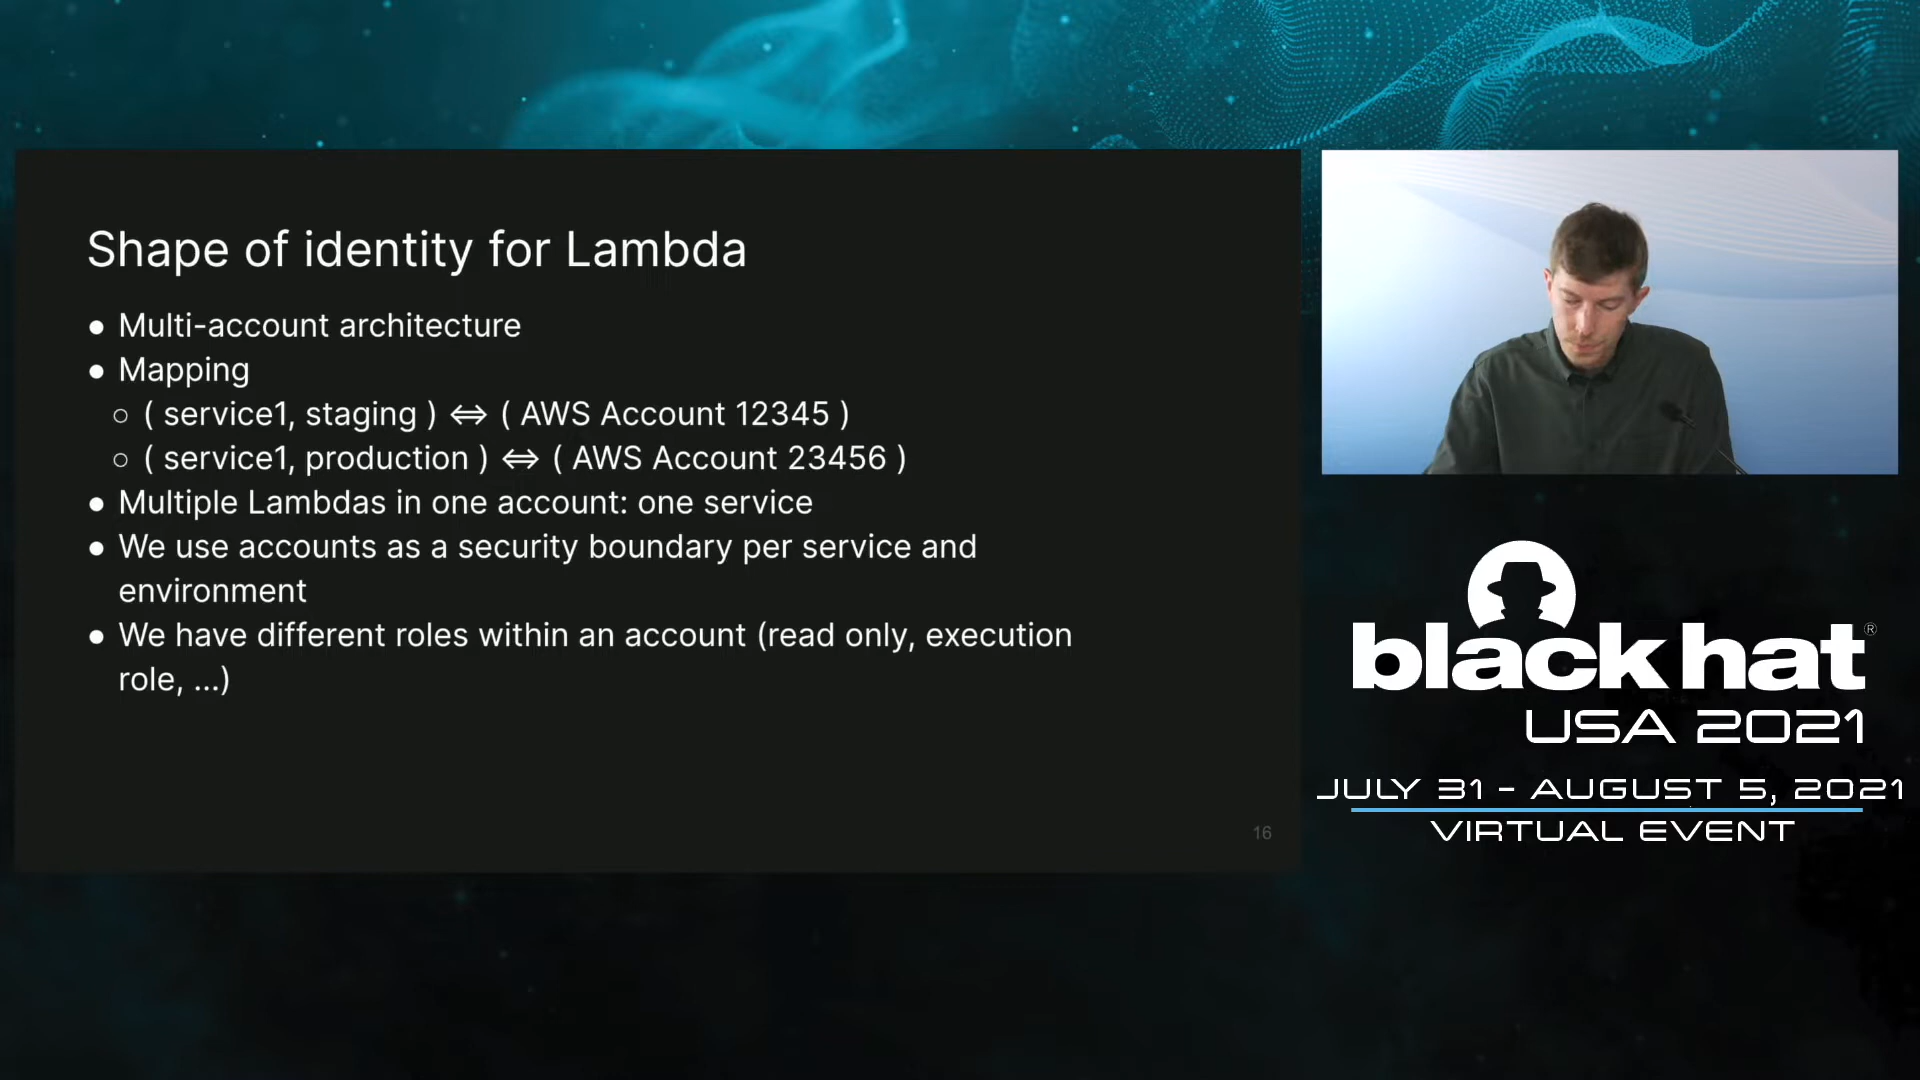 Shape of identity for Lambda
● Multi-account architecture
● Mapping
○ ( service1, staging ) ⇔ ( AWS Account 12345 )
○ ( service1, production ) ⇔ ( AWS Account 23456 )
● Multiple Lambdas in one account: one service
● We use accounts as a security boundary per service and
environment
● We have different roles within an account (read only, execution
role, ...)
16
black hat®
USA 2021
JULY 31 - AUGUST 5, 2021
VIRTUAL EVENT